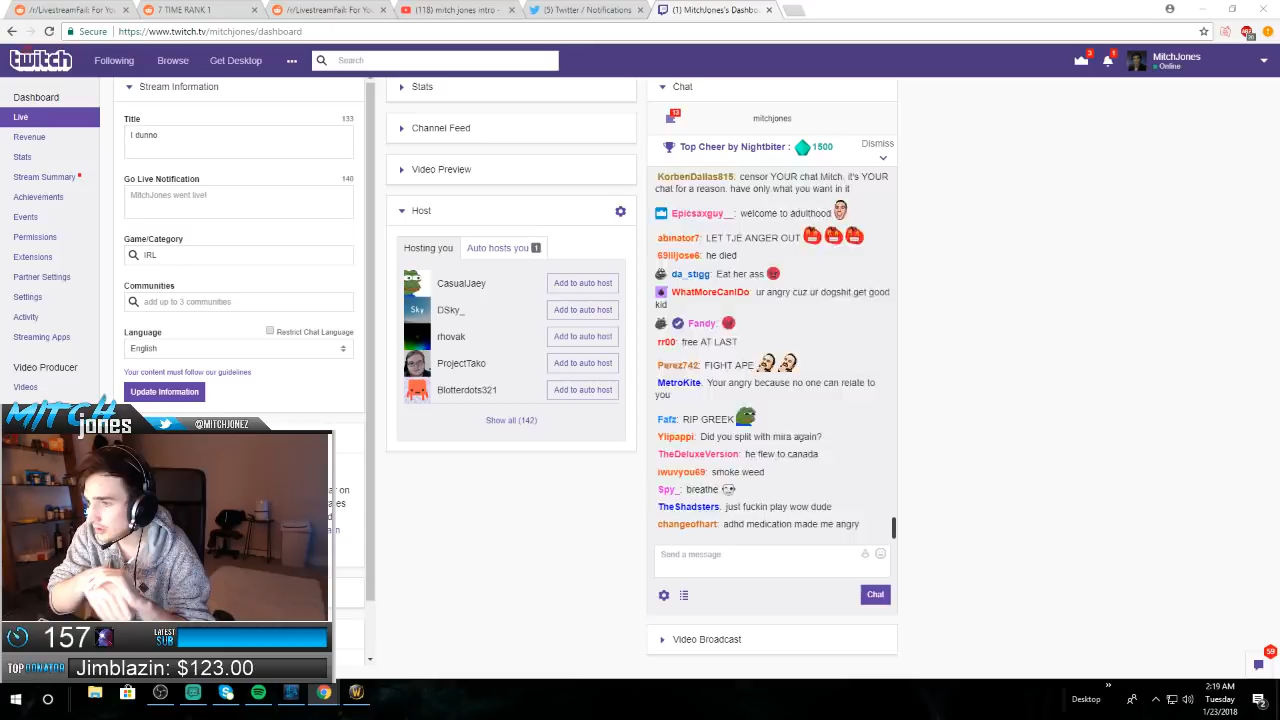 /r/LivestreamFail: For Yo
7 TIME RANK 1
/r/LivestreamFail: For Yo
(118) mitch jones intro -
(5) Twitter / Notifications
(1) MitchJones's Dashbo
Secure
https://www.twitch.tv/mitchjones/dashboard
twitch
Following
Browse
Get Desktop
Search
3
1
MitchJones
Online
Dashboard
Live
Revenue
Stats
Stream Summary
Achievements
Events
Permissions
Extensions
Partner Settings
Settings
Activity
Streaming Apps
Video Producer
Videos
Stream Information
Title
133
I dunno
Go Live Notification
140
MitchJones went live!
Game/Category
IRL
Communities
add up to 3 communities
Language
Restrict Chat Language
English
Your content must follow our guidelines
Update Information
Stats
Channel Feed
Video Preview
Host
Hosting you
Auto hosts you 1
CasualJaey
Add to auto host
DSky_
Add to auto host
rhovak
Add to auto host
ProjectTako
Add to auto host
Blotterdots321
Add to auto host
Show all (142)
Chat
13
mitchjones
Top Cheer by Nightbiter : 1500
Dismiss
KorbenDallas815: censor YOUR chat Mitch. it's YOUR
chat for a reason. have only what you want in it
Epicsaxguy__: welcome to adulthood
abinator7: LET TJE ANGER OUT
69liljose6: he died
da_stigg: Eat her ass
WhatMoreCanIDo: ur angry cuz ur dogshit get good
kid
Fandy:
rr00: free AT LAST
Perez742: FIGHT APE
MetroKite: Your angry because no one can relate to
you
Fafz: RIP GREEK
Ylipappi: Did you split with mira again?
TheDeluxeVersion: he flew to canada
iwuvyou69: smoke weed
Spy_: breathe
TheShadsters: just fuckin play wow dude
changeofhart: adhd medication made me angry
Send a message
Chat
Video Broadcast
MITCH
jones
@MITCHJONEZ
157
LATEST
SUB
TOP DONATOR
Jimblazin: $123.00
59
Desktop
2:19 AM
Tuesday
1/23/2018
2